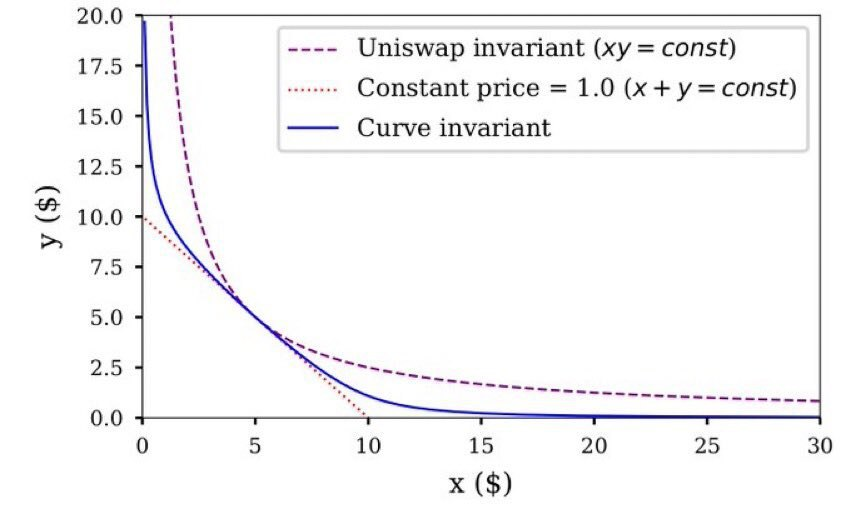 20.0
17.5
15.0
12.5
10.0
7.5
5.0
2.5
0.0
y ($)
Uniswap invariant (xy = const)
Constant price = 1.0 (x + y = const)
Curve invariant
0 5 10 15 20 25 30
x ($)